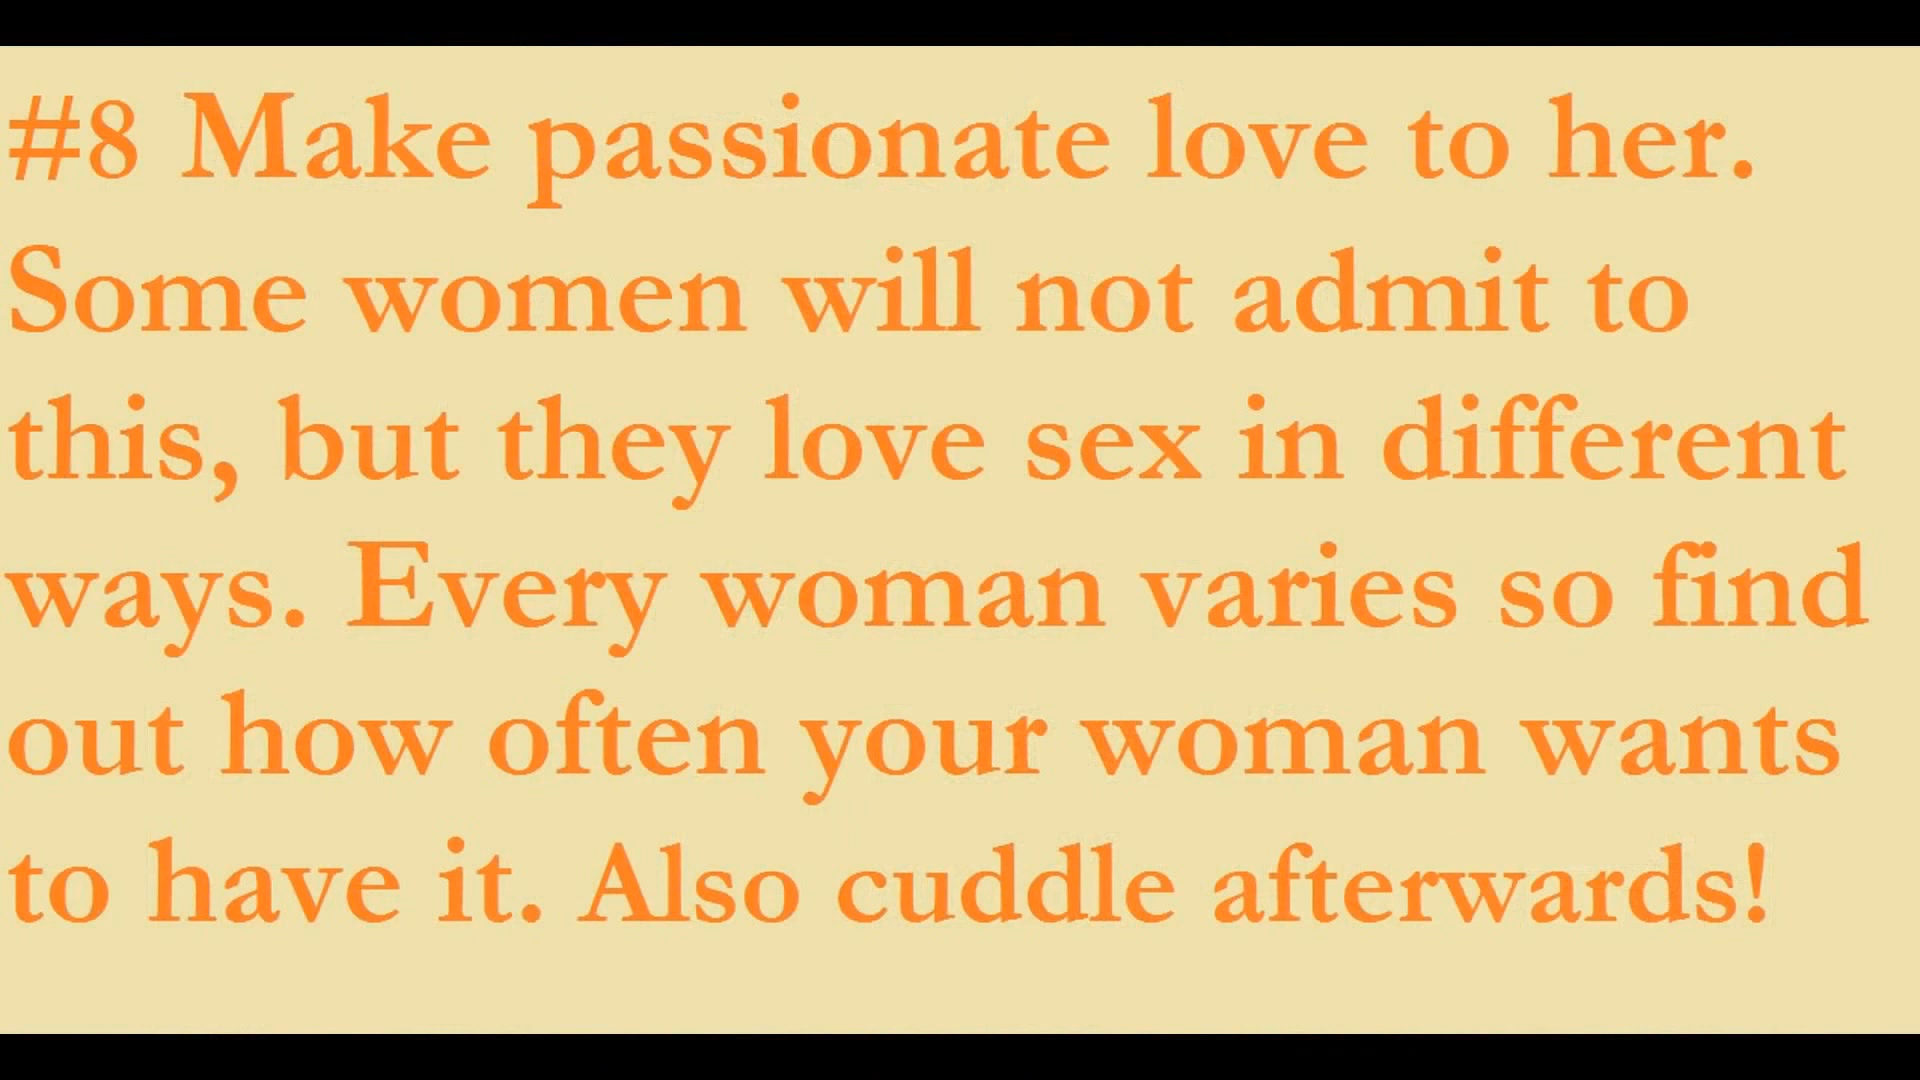 #8 Make passionate love to her.
Some women will not admit to
this, but they love sex in different
ways. Every woman varies so find
out how often your woman wants
to have it. Also cuddle afterwards!